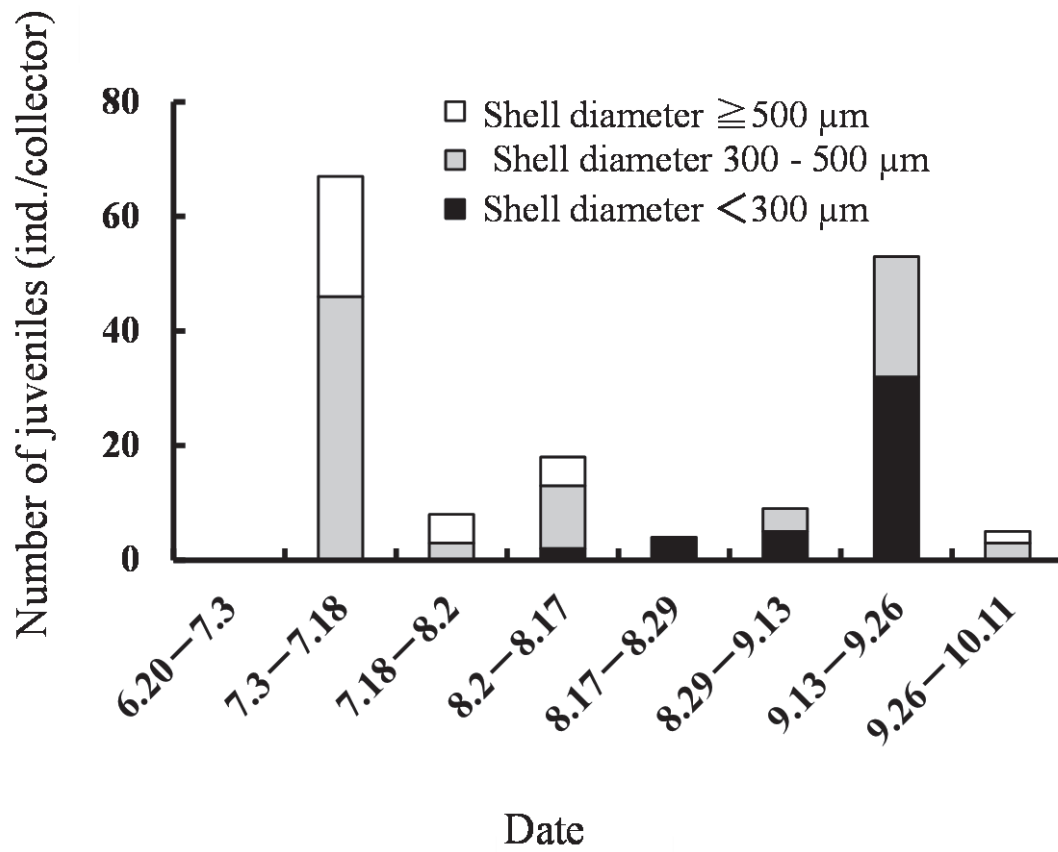 Number of juveniles (ind./collector)
80
60
40
20
0
Shell diameter ≧500 µm
Shell diameter 300 - 500 µm
Shell diameter <300 µm
6.20-7.3
7.3-7.18
7.18-8.2
8.2-8.17
8.17-8.29
8.29-9.13
9.13-9.26
9.26-10.11
Date